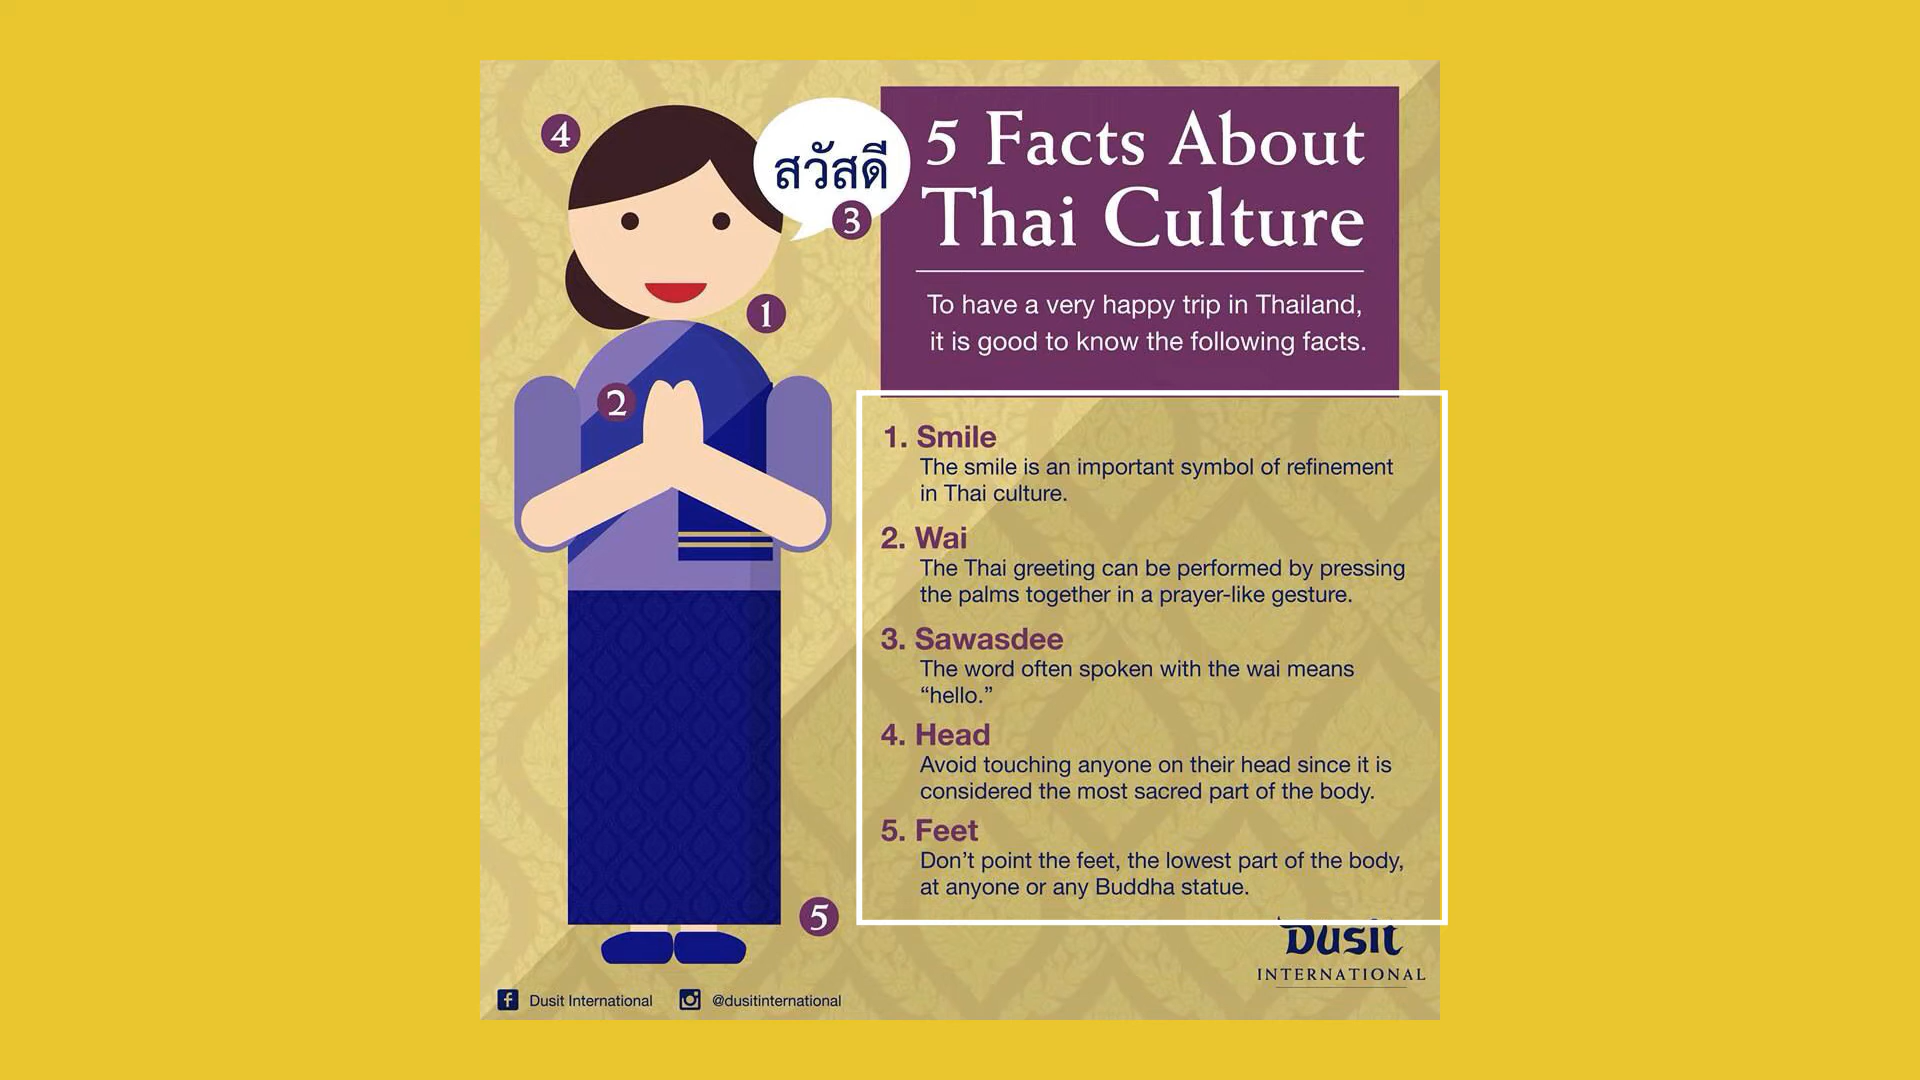 4
สวัสดี
3
1
2
5
5 Facts About
Thai Culture
To have a very happy trip in Thailand,
it is good to know the following facts.
1. Smile
The smile is an important symbol of refinement
in Thai culture.
2. Wai
The Thai greeting can be performed by pressing
the palms together in a prayer-like gesture.
3. Sawasdee
The word often spoken with the wai means
“hello.”
4. Head
Avoid touching anyone on their head since it is
considered the most sacred part of the body.
5. Feet
Don’t point the feet, the lowest part of the body,
at anyone or any Buddha statue.
Dusit
INTERNATIONAL
Dusit International
@dusitinternational